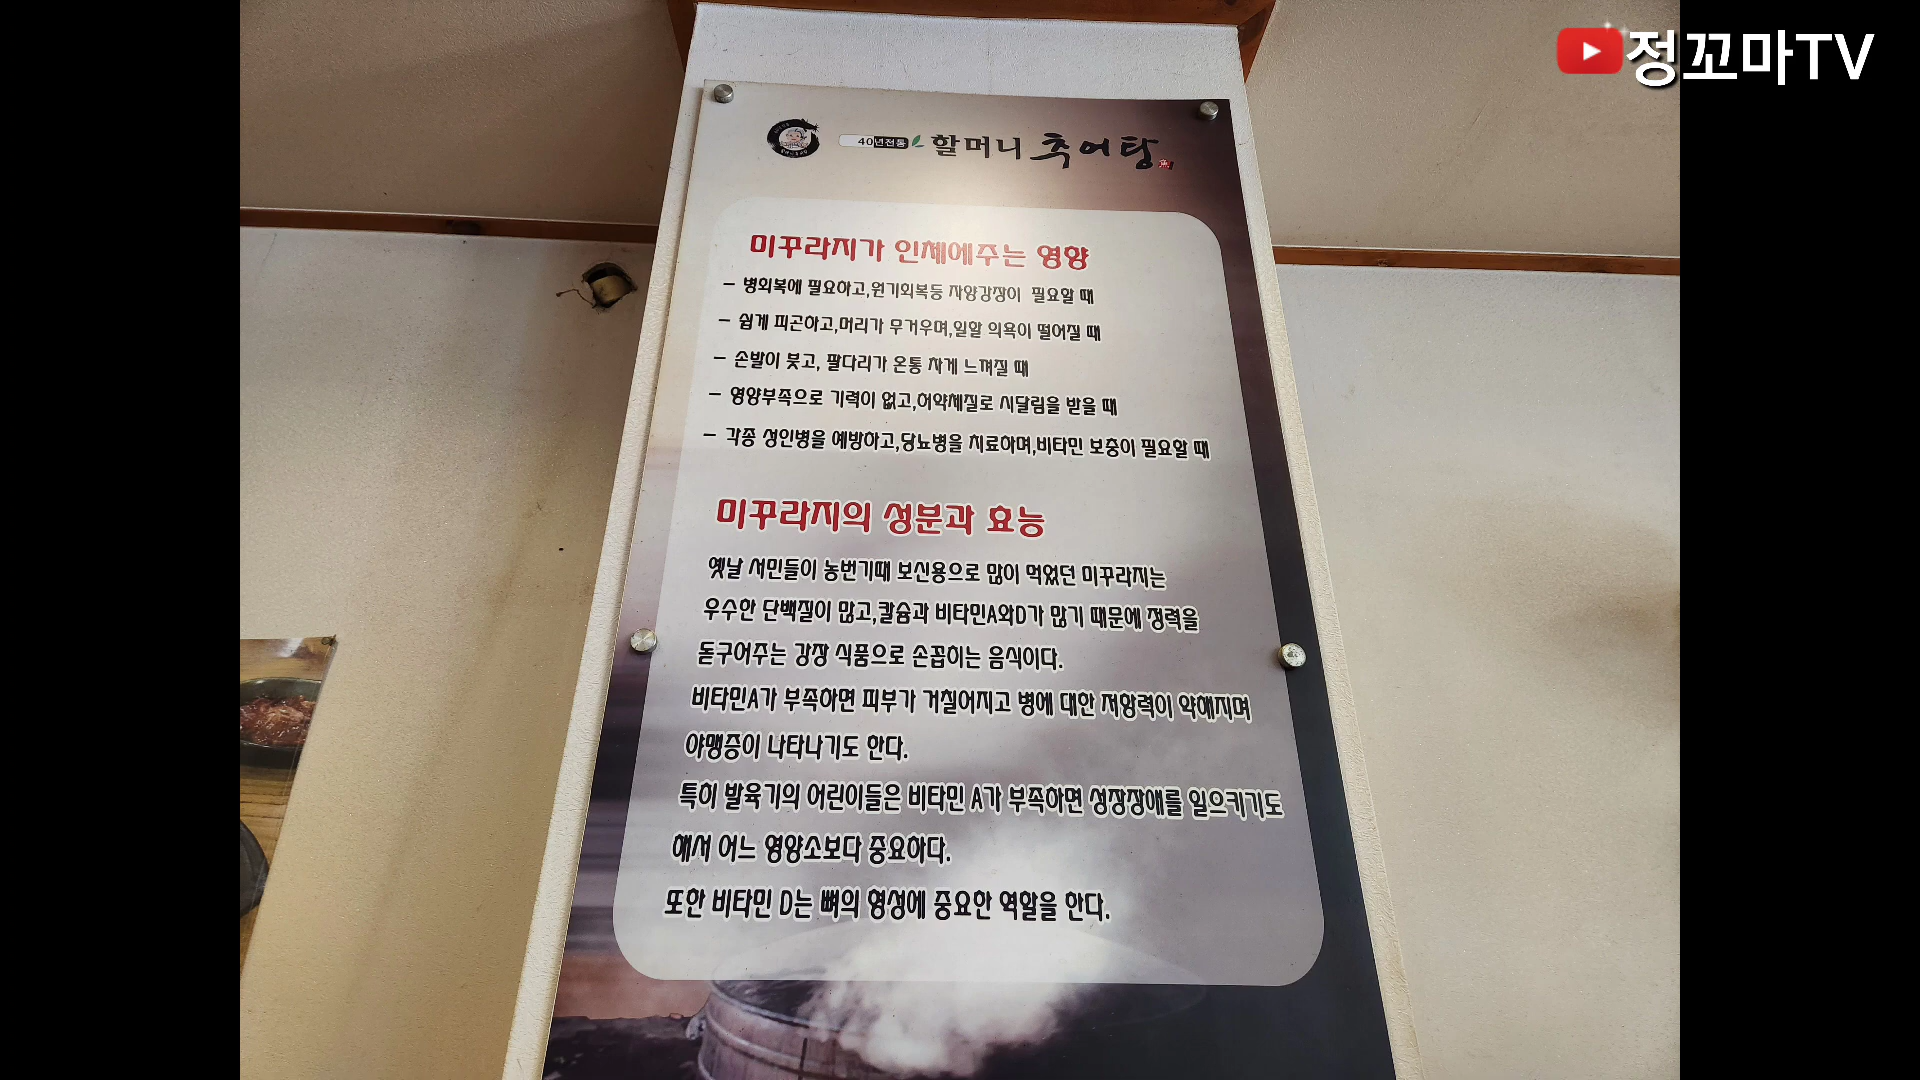 정꼬마TV
40년전통 할머니 추어탕
미꾸라지가 인체에주는 영향
- 병회복에 필요하고,원기회복등 자양강장이 필요할 때
- 쉽게 피곤하고,머리가 무거우며,일할 의욕이 떨어질 때
- 손발이 붖고, 팔다리가 온통 차게 느껴질 때
- 영양부족으로 기력이 없고,허약체질로 시달림을 받을 때
- 각종 성인병을 예방하고,당뇨병을 치료하며,비타민 보충이 필요할 때
미꾸라지의 성분과 효능
옛날 서민들이 농번기때 보신용으로 많이 먹었던 미꾸라지는
우수한 단백질이 많고,칼슘과 비타민A와D가 많기 때문에 정력을
돋구어주는 강장 식품으로 손꼽히는 음식이다.
비타민A가 부족하면 피부가 거칠어지고 병에 대한 저항력이 약해지며
야맹증이 나타나기도 한다.
특히 발육기의 어린이들은 비타민 A가 부족하면 성장장애를 일으키기도
해서 어느 영양소보다 중요하다.
또한 비타민 D는 뼈의 형성에 중요한 역할을 한다.